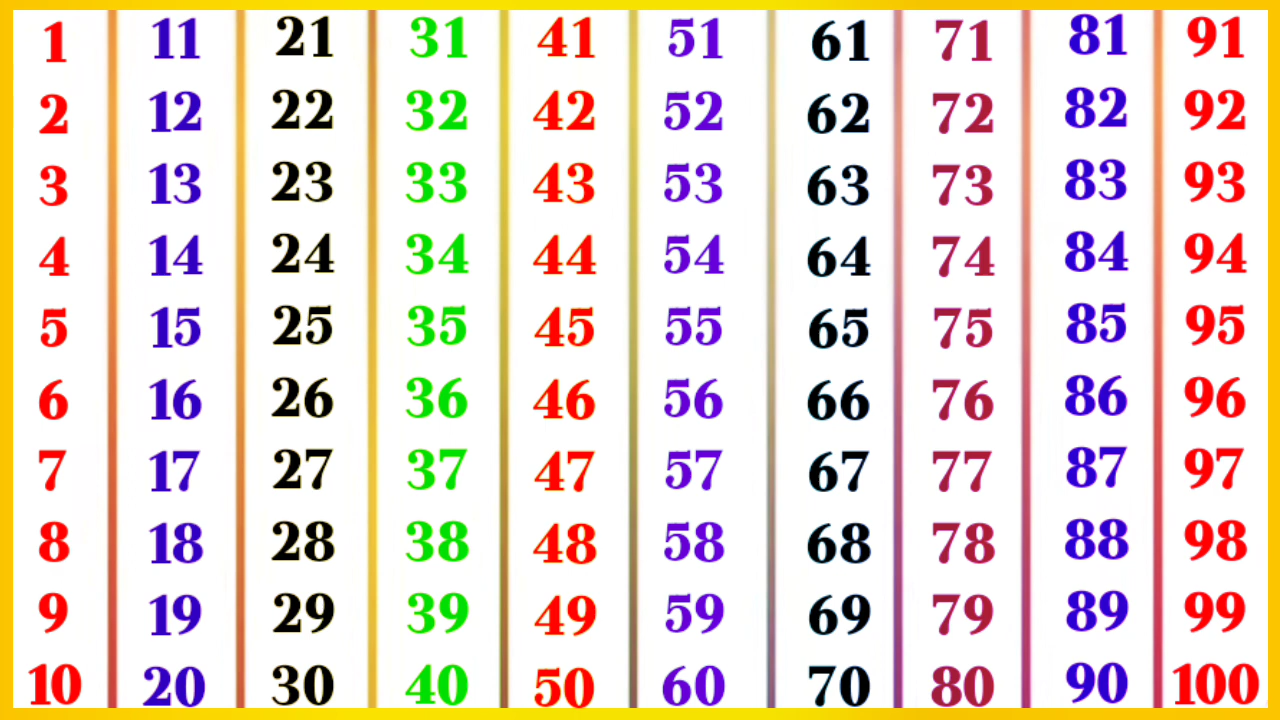 1 11 21 31 41 51 61 71 81 91
2 12 22 32 42 52 62 72 82 92
3 13 23 33 43 53 63 73 83 93
4 14 24 34 44 54 64 74 84 94
5 15 25 35 45 55 65 75 85 95
6 16 26 36 46 56 66 76 86 96
7 17 27 37 47 57 67 77 87 97
8 18 28 38 48 58 68 78 88 98
9 19 29 39 49 59 69 79 89 99
10 20 30 40 50 60 70 80 90 100